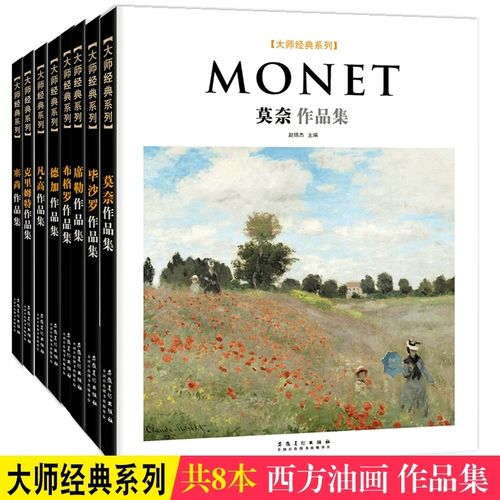 【大师经典系列】
MONET
莫奈 作品集
赵锦杰 主编
【大师经典系列】 塞尚 作品集
【大师经典系列】 克里姆特 作品集
【大师经典系列】 凡·高 作品集
【大师经典系列】 德加 作品集
【大师经典系列】 布格罗 作品集
【大师经典系列】 席勒 作品集
【大师经典系列】 毕沙罗 作品集
【大师经典系列】 莫奈 作品集
Claude Monet
大师经典系列 共8本 西方油画 作品集